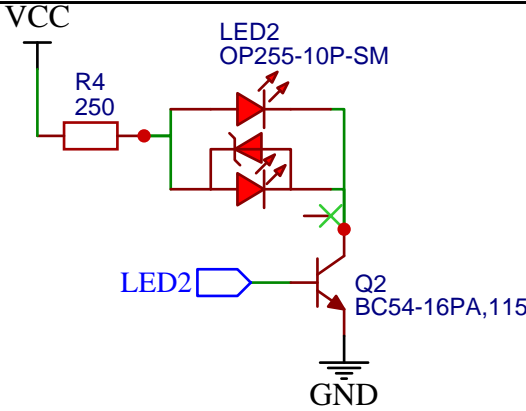 VCC
LED2
OP255-10P-SM
R4
250
LED2
Q2
BC54-16PA,115
GND